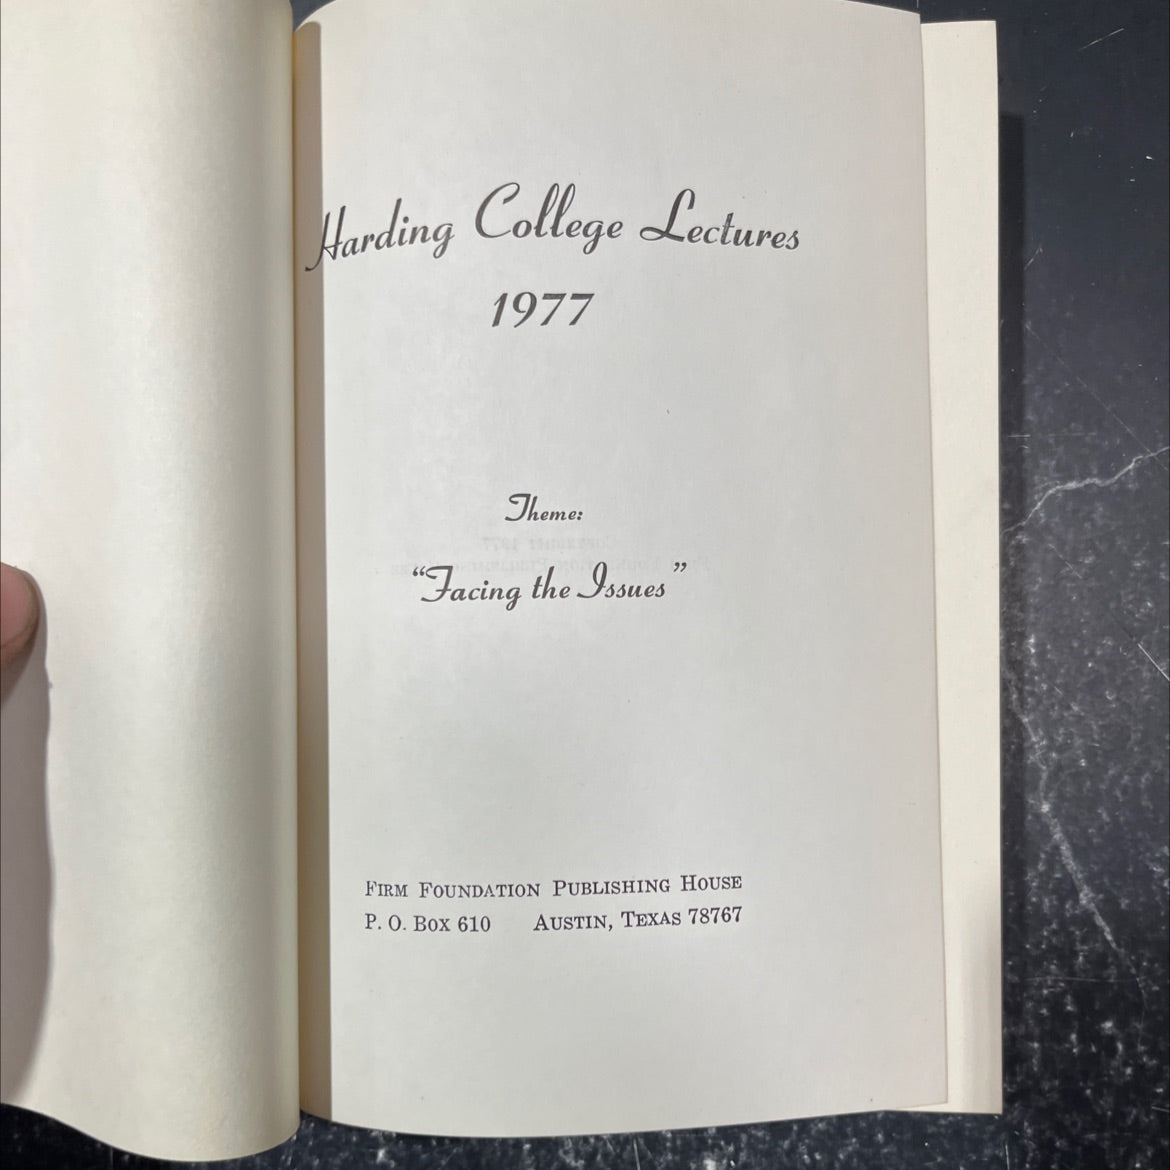 Harding College Lectures
1977
Theme:
“Facing the Issues”
FIRM FOUNDATION PUBLISHING HOUSE
P. O. BOX 610 AUSTIN, TEXAS 78767